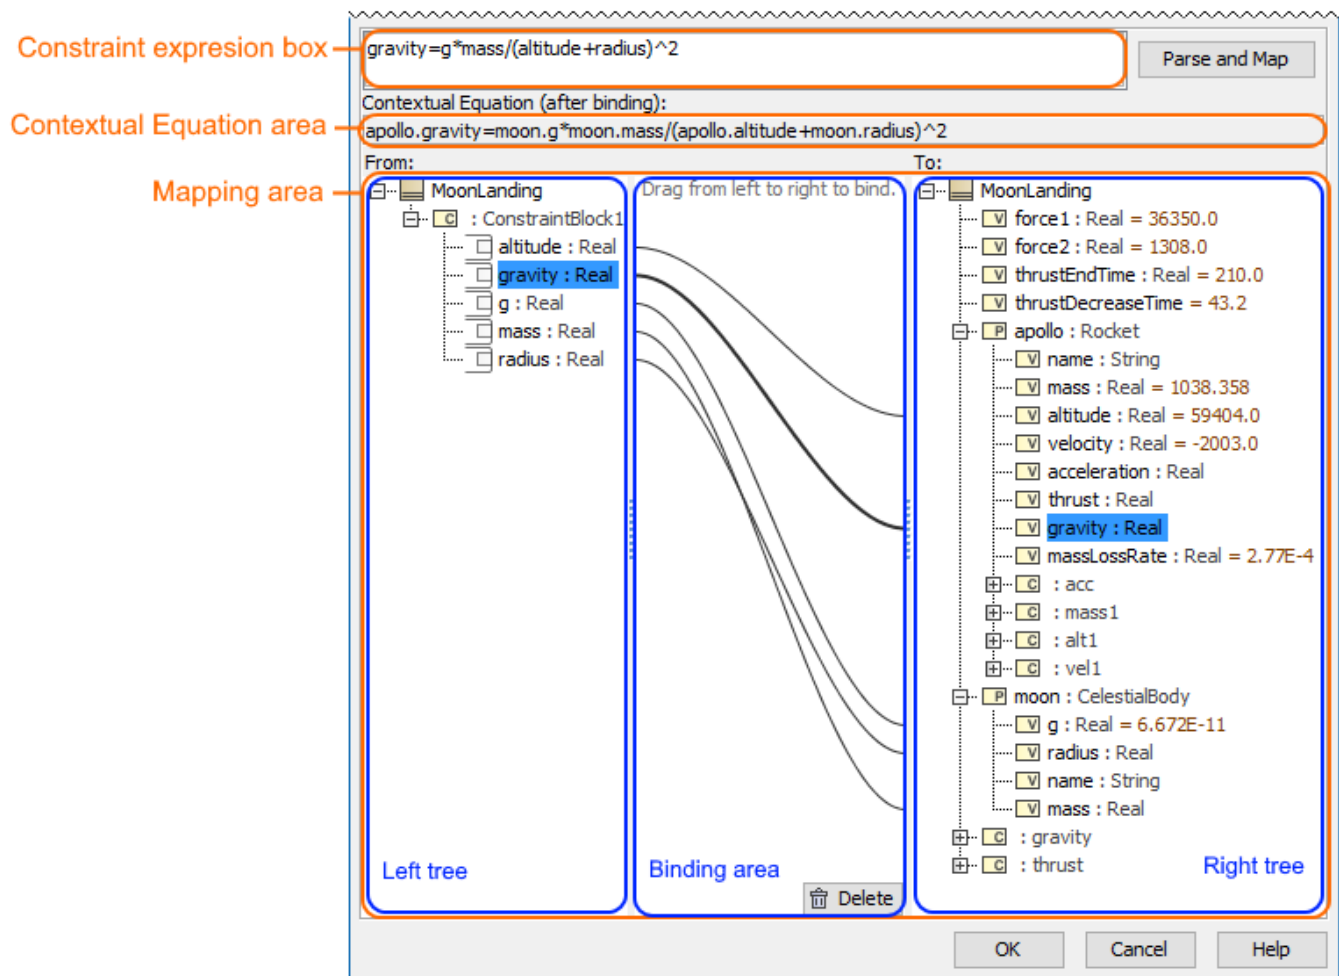 Constraint expresion box
gravity=g*mass/(altitude+radius)^2
Parse and Map
Contextual Equation (after binding):
Contextual Equation area
apollo.gravity=moon.g*moon.mass/(apollo.altitude+moon.radius)^2
From:
To:
Mapping area
MoonLanding
C : ConstraintBlock1
altitude : Real
gravity : Real
g : Real
mass : Real
radius : Real
Left tree
Drag from left to right to bind.
Binding area
Delete
MoonLanding
V force1 : Real = 36350.0
V force2 : Real = 1308.0
V thrustEndTime : Real = 210.0
V thrustDecreaseTime = 43.2
P apollo : Rocket
V name : String
V mass : Real = 1038.358
V altitude : Real = 59404.0
V velocity : Real = -2003.0
V acceleration : Real
V thrust : Real
V gravity : Real
V massLossRate : Real = 2.77E-4
C : acc
C : mass1
C : alt1
C : vel1
P moon : CelestialBody
V g : Real = 6.672E-11
V radius : Real
V name : String
V mass : Real
C : gravity
C : thrust
Right tree
OK
Cancel
Help